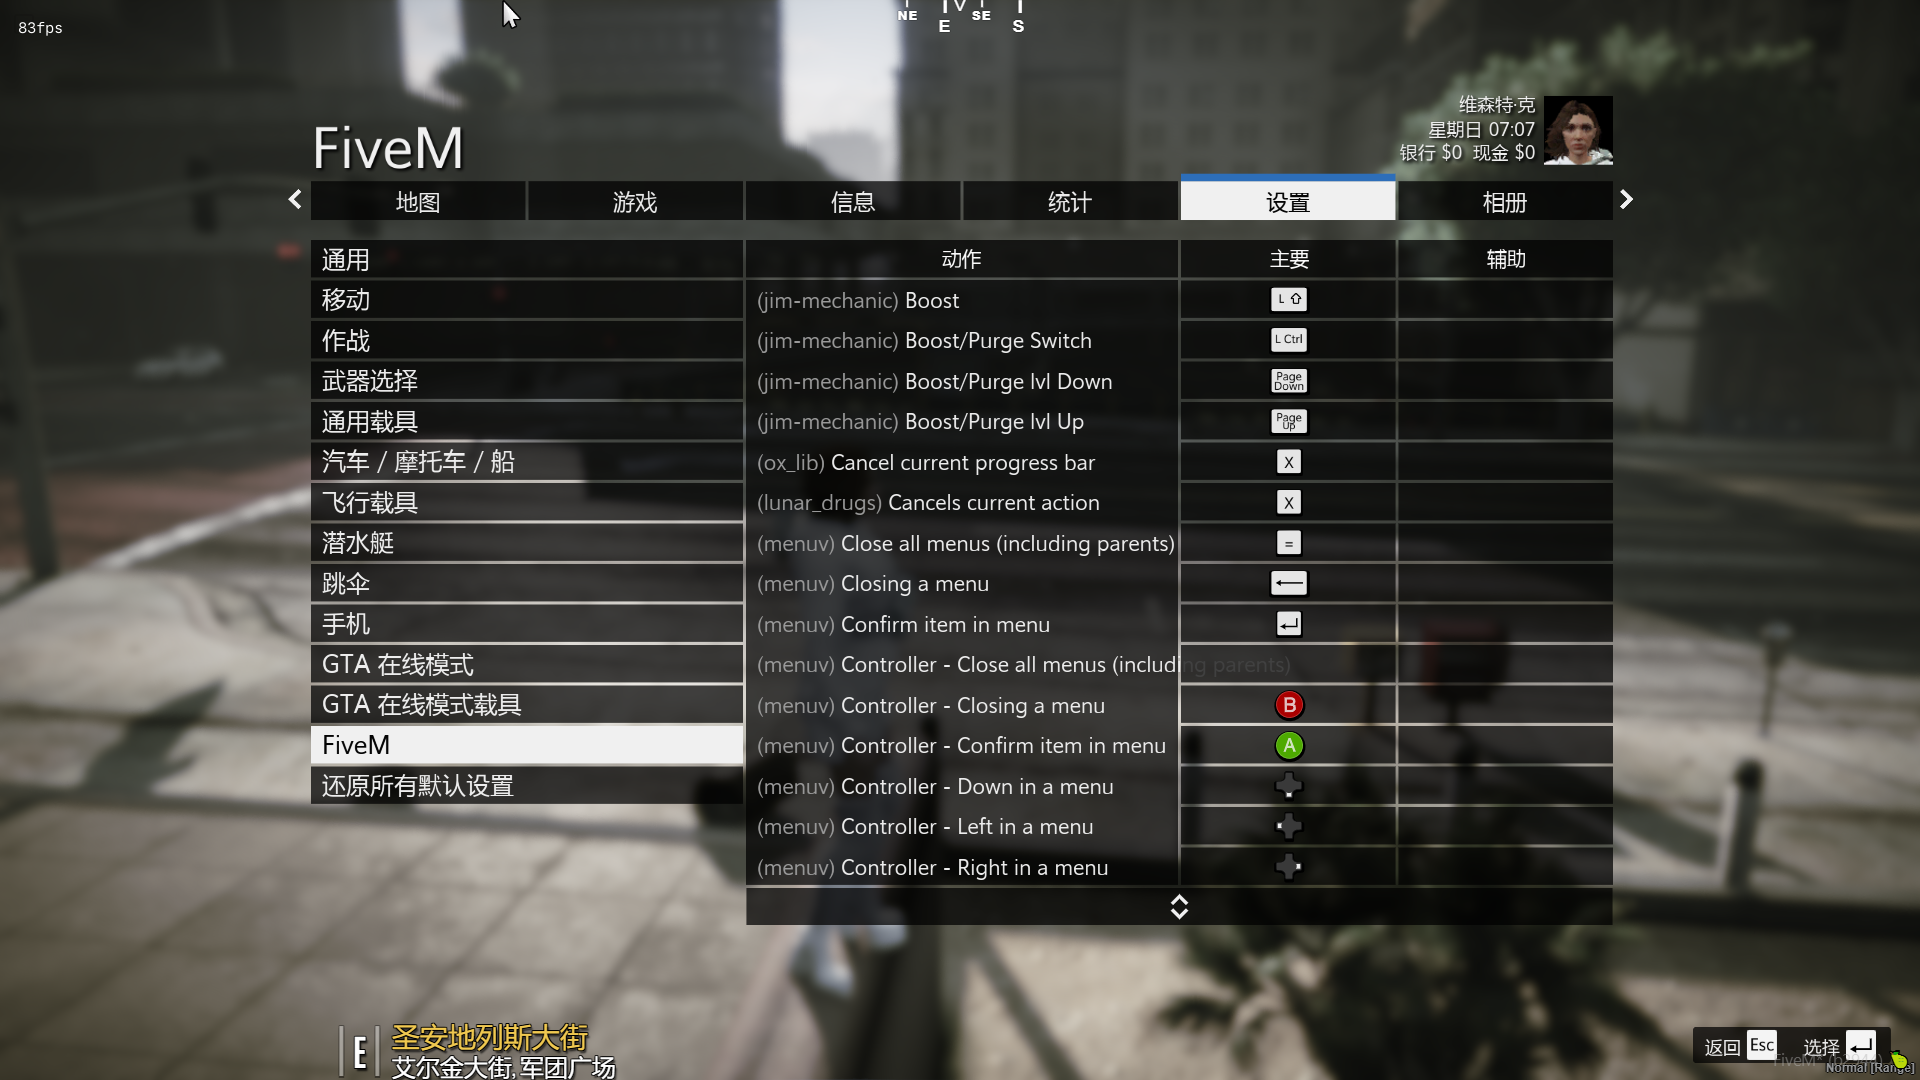 83fps
NE E SE S
维森特·克
星期日 07:07
银行 $0 现金 $0
FiveM
地图 游戏 信息 统计 设置 相册
通用 动作 主要 辅助
移动 (jim-mechanic) Boost L ⇧
作战 (jim-mechanic) Boost/Purge Switch L Ctrl
武器选择 (jim-mechanic) Boost/Purge lvl Down Page Down
通用载具 (jim-mechanic) Boost/Purge lvl Up Page Up
汽车 / 摩托车 / 船 (ox_lib) Cancel current progress bar X
飞行载具 (lunar_drugs) Cancels current action X
潜水艇 (menuv) Close all menus (including parents) =
跳伞 (menuv) Closing a menu
手机 (menuv) Confirm item in menu
GTA 在线模式 (menuv) Controller - Close all menus (including parents)
GTA 在线模式载具 (menuv) Controller - Closing a menu B
FiveM (menuv) Controller - Confirm item in menu A
还原所有默认设置 (menuv) Controller - Down in a menu
(menuv) Controller - Left in a menu
(menuv) Controller - Right in a menu
E 圣安地列斯大街
艾尔金大街, 军团广场
返回 Esc 选择
Normal